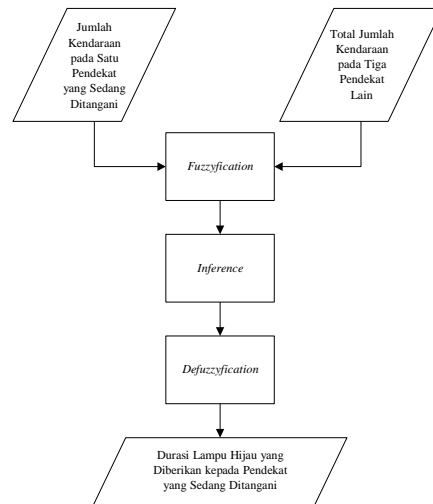 Jumlah
Kendaraan
pada Satu
Pendekat
yang Sedang
Ditangani
Total Jumlah
Kendaraan
pada Tiga
Pendekat
Lain
Fuzzyfication
Inference
Defuzzyfication
Durasi Lampu Hijau yang
Diberikan kepada Pendekat
yang Sedang Ditangani